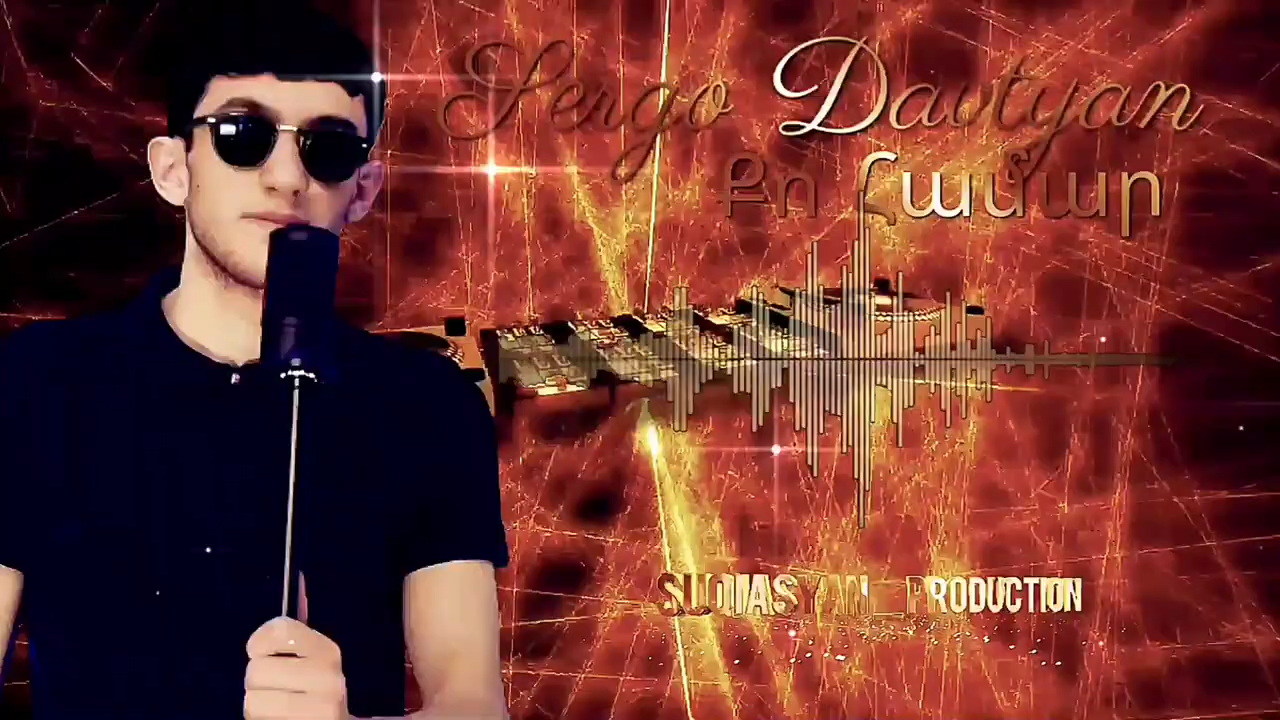 Sergo Davtyan
Քո Համար
SUQIASYAN_PRODUCTION